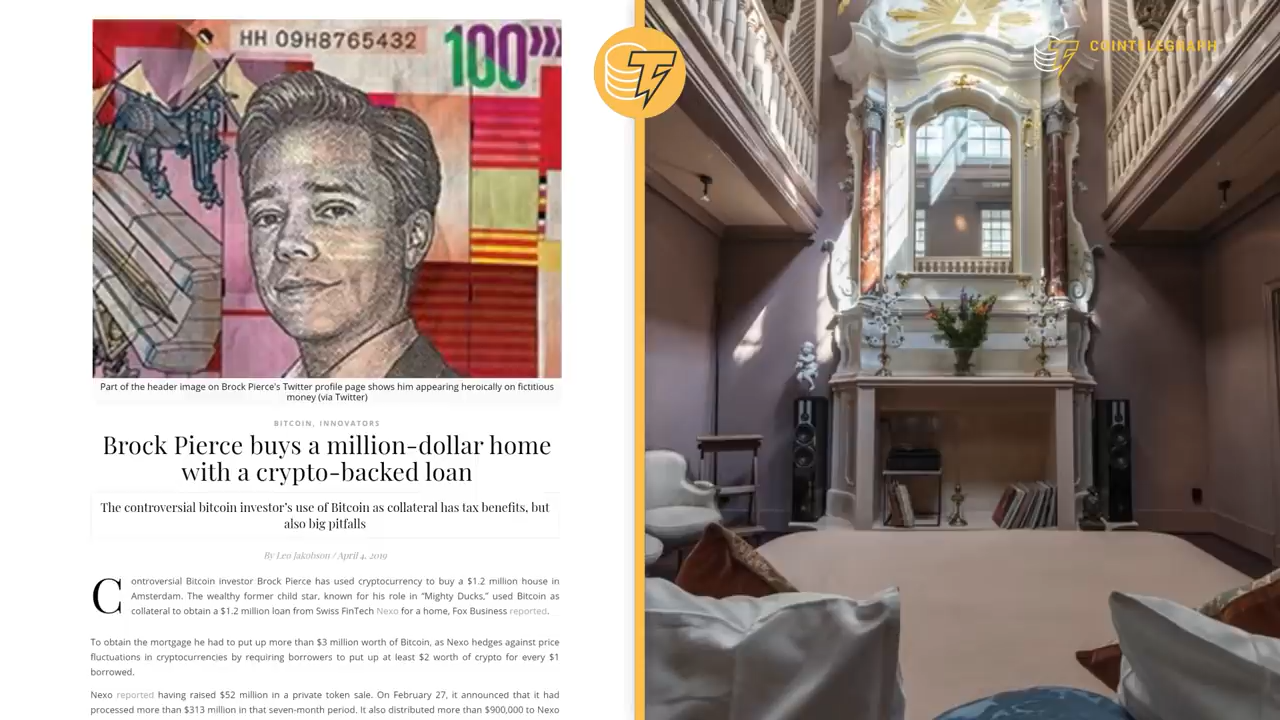 HH 09H8765432
100»»
Part of the header image on Brock Pierce's Twitter profile page shows him appearing heroically on fictitious
money (via Twitter)
BITCOIN, INNOVATORS
Brock Pierce buys a million-dollar home
with a crypto-backed loan
The controversial bitcoin investor's use of Bitcoin as collateral has tax benefits, but
also big pitfalls
By Leo Jakobson / April 4, 2019
Controversial Bitcoin investor Brock Pierce has used cryptocurrency to buy a $1.2 million house in
Amsterdam. The wealthy former child star, known for his role in “Mighty Ducks,” used Bitcoin as
collateral to obtain a $1.2 million loan from Swiss FinTech Nexo for a home, Fox Business reported.
To obtain the mortgage he had to put up more than $3 million worth of Bitcoin, as Nexo hedges against price
fluctuations in cryptocurrencies by requiring borrowers to put up at least $2 worth of crypto for every $1
borrowed.
Nexo reported having raised $52 million in a private token sale. On February 27, it announced that it had
processed more than $313 million in that seven-month period. It also distributed more than $900,000 to Nexo
COINTELEGRAPH